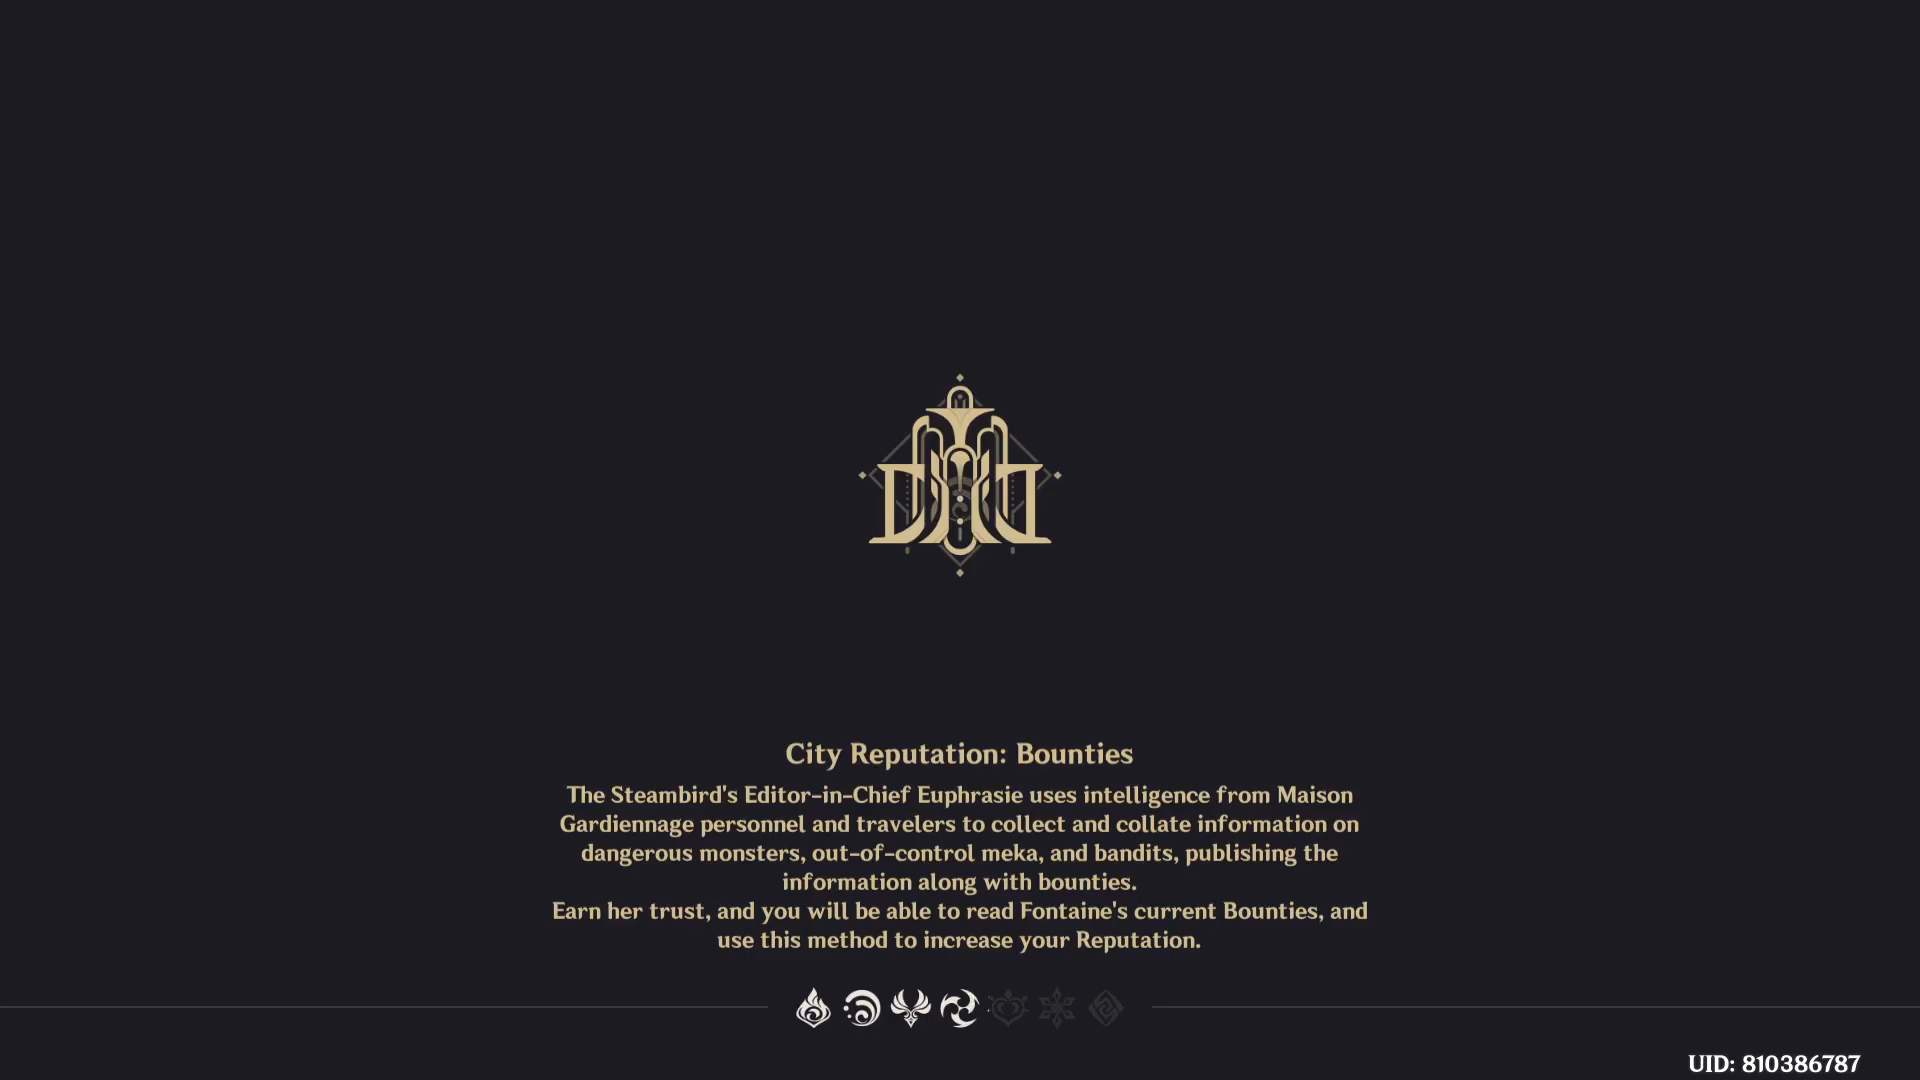 City Reputation: Bounties
The Steambird's Editor-in-Chief Euphrasie uses intelligence from Maison
Gardiennage personnel and travelers to collect and collate information on
dangerous monsters, out-of-control meka, and bandits, publishing the
information along with bounties.
Earn her trust, and you will be able to read Fontaine's current Bounties, and
use this method to increase your Reputation.
UID: 810386787